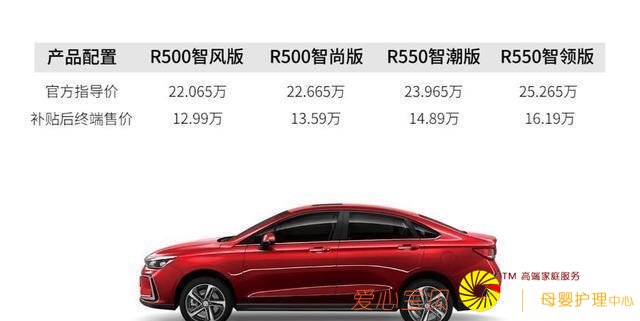 产品配置 R500智风版 R500智尚版 R550智潮版 R550智领版
官方指导价 22.065万 22.665万 23.965万 25.265万
补贴后终端售价 12.99万 13.59万 14.89万 16.19万
TM 高端家庭服务
爱心
母婴护理中心